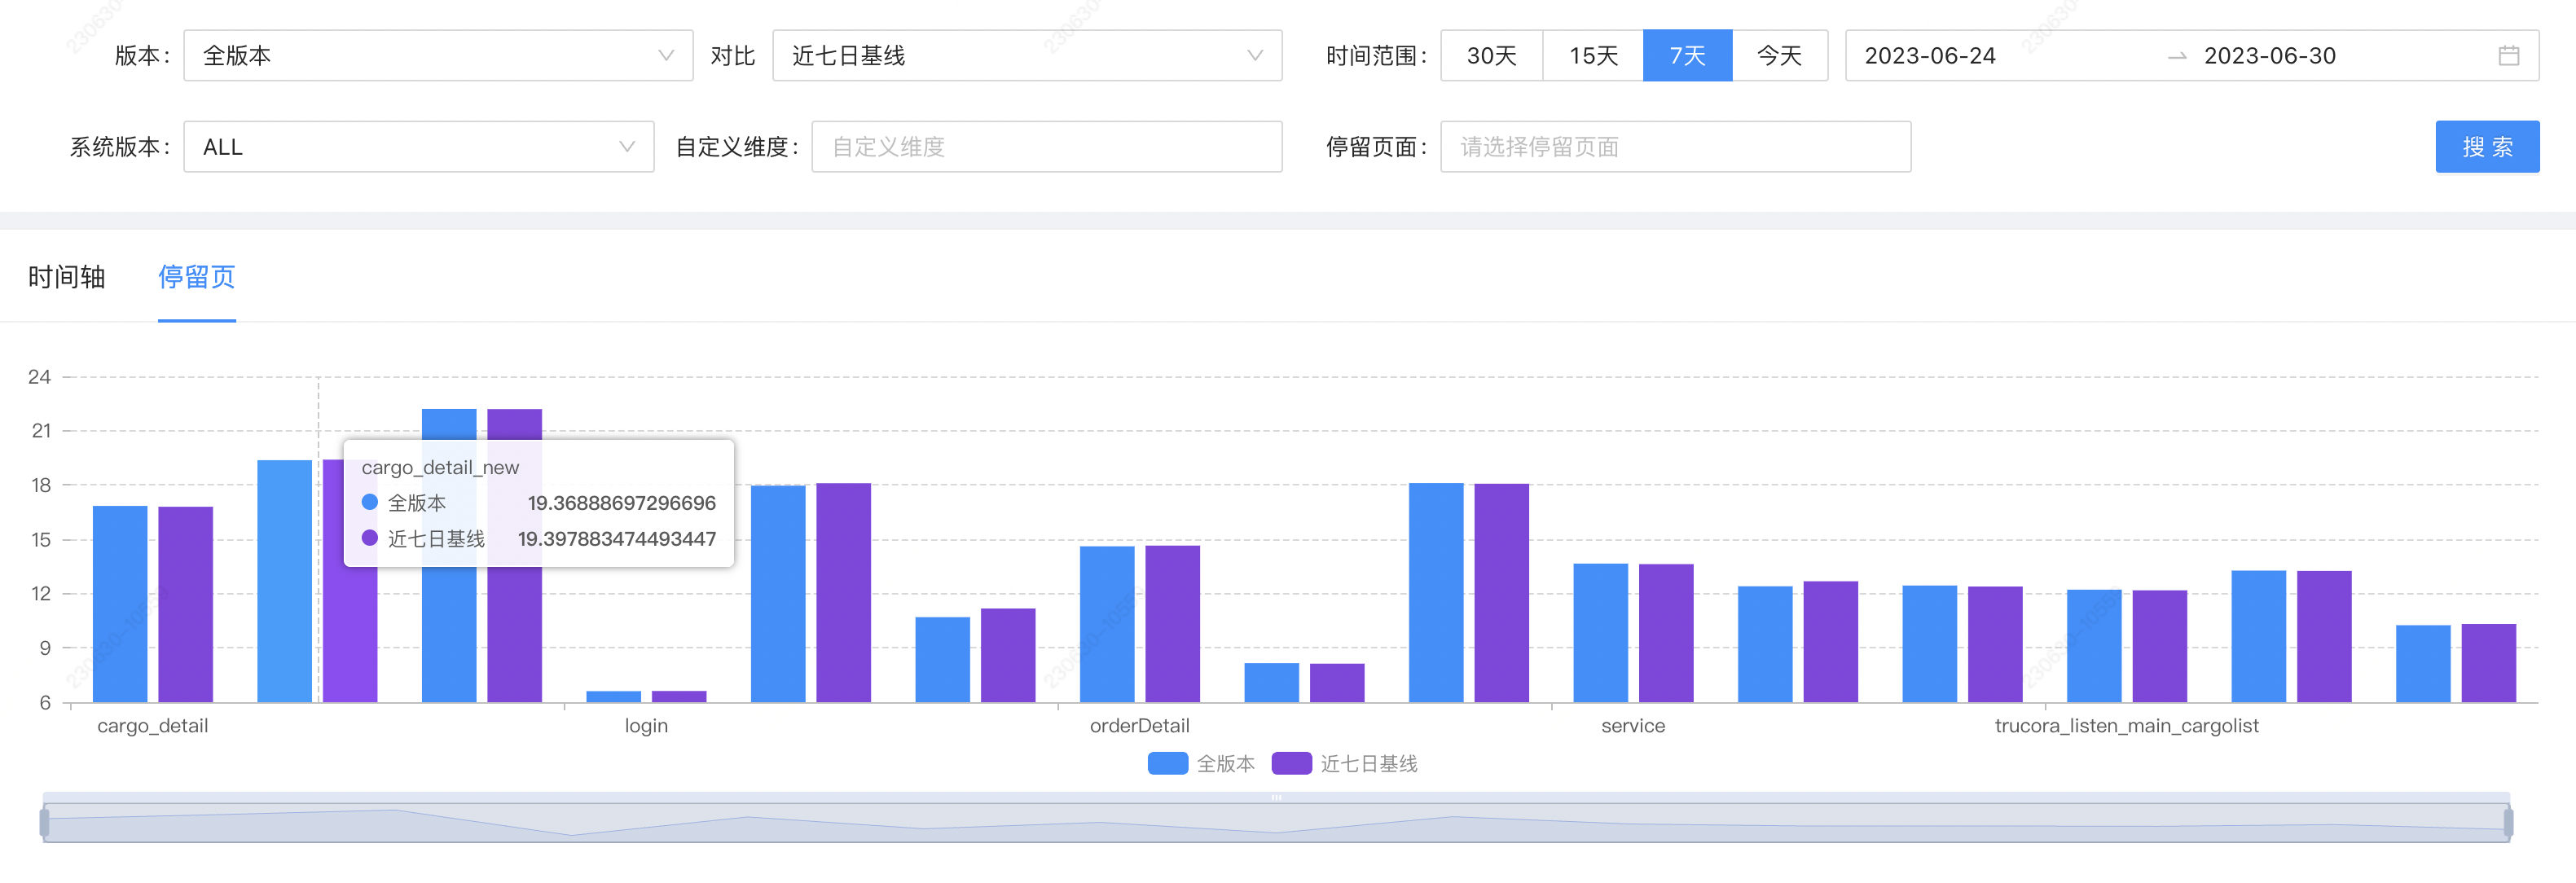 版本: 全版本 对比 近七日基线 时间范围: 30天 15天 7天 今天 2023-06-24 → 2023-06-30
系统版本: ALL 自定义维度: 自定义维度 停留页面: 请选择停留页面 搜 索
时间轴 停留页
24
21
18
15
12
9
6
cargo_detail_new
全版本 19.36888697296696
近七日基线 19.397883474493447
cargo_detail login orderDetail service trucora_listen_main_cargolist
全版本 近七日基线